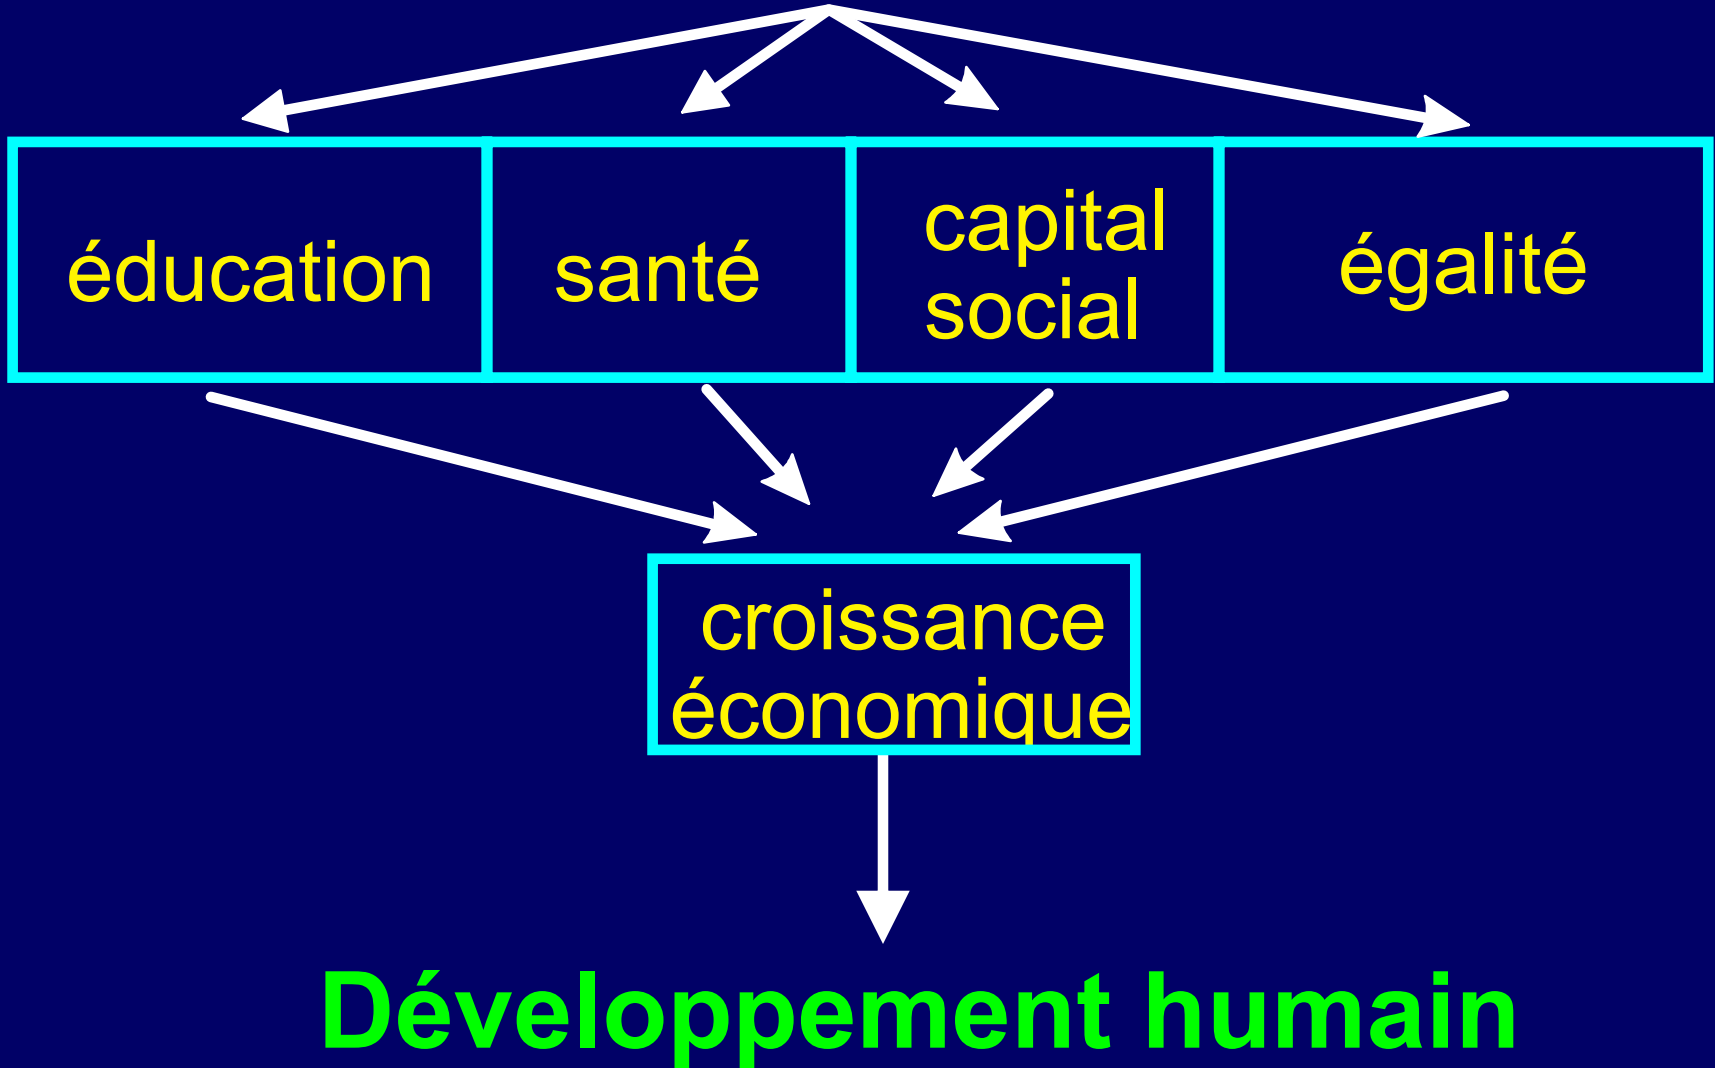 éducation
santé
capital
social
égalité
croissance
économique
Développement humain